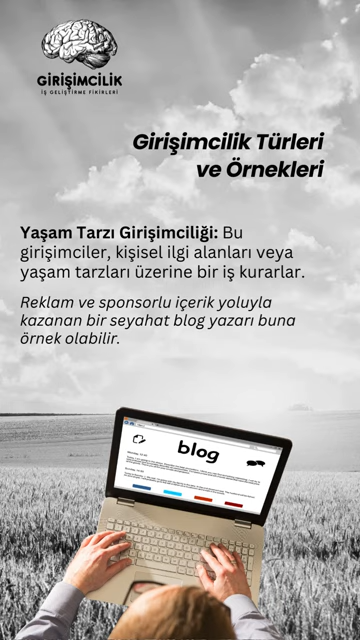 GİRİŞİMCİLİK
İŞ GELİŞTİRME FİKİRLERİ
Girişimcilik Türleri
ve Örnekleri
Yaşam Tarzı Girişimciliği: Bu
girişimciler, kişisel ilgi alanları veya
yaşam tarzları üzerine bir iş kurarlar.
Reklam ve sponsorlu içerik yoluyla
kazanan bir seyahat blog yazarı buna
örnek olabilir.
blog